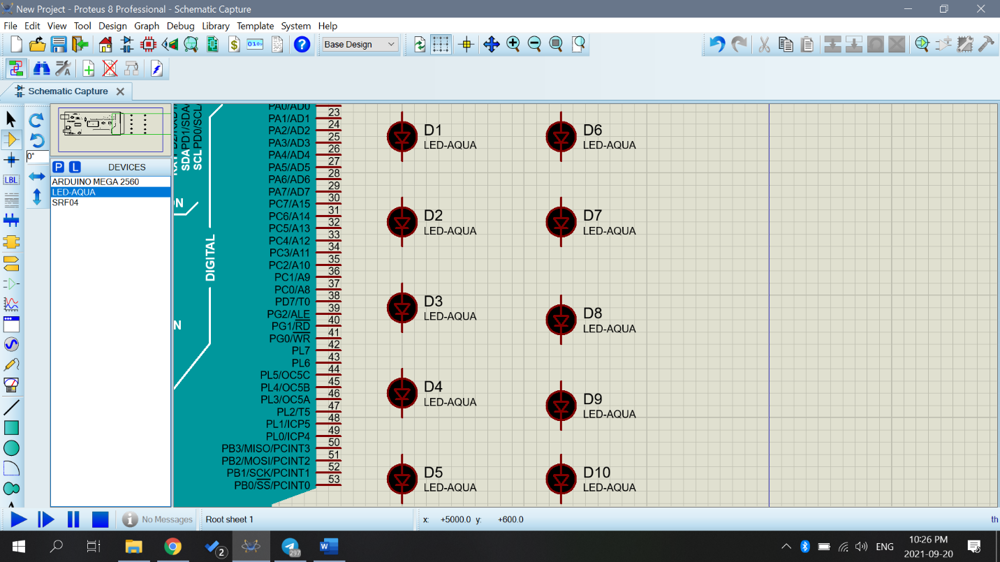 New Project - Proteus 8 Professional - Schematic Capture
File Edit View Tool Design Graph Debug Library Template System Help
Base Design
Schematic Capture
0°
P L DEVICES
ARDUINO MEGA 2560
LED-AQUA
SRF04
LBL
SDA PD1/SDA
SCL PD0/SCL
DIGITAL
PA0/AD0
PA1/AD1 23
PA2/AD2 24
PA3/AD3 25
PA4/AD4 26
PA5/AD5 27
PA6/AD6 28
PA7/AD7 29
PC7/A15 30
PC6/A14 31
PC5/A13 32
PC4/A12 33
PC3/A11 34
PC2/A10 35
PC1/A9 36
PC0/A8 37
PD7/T0 38
PG2/ALE 39
PG1/RD 40
PG0/WR 41
PL7 42
PL6 43
PL5/OC5C 44
PL4/OC5B 45
PL3/OC5A 46
PL2/T5 47
PL1/ICP5 48
PL0/ICP4 49
PB3/MISO/PCINT3 50
PB2/MOSI/PCINT2 51
PB1/SCK/PCINT1 52
PB0/SS/PCINT0 53
D1
LED-AQUA
D2
LED-AQUA
D3
LED-AQUA
D4
LED-AQUA
D5
LED-AQUA
D6
LED-AQUA
D7
LED-AQUA
D8
LED-AQUA
D9
LED-AQUA
D10
LED-AQUA
No Messages
Root sheet 1
x: +5000.0 y: +600.0
th
2
297
ENG
10:26 PM
2021-09-20